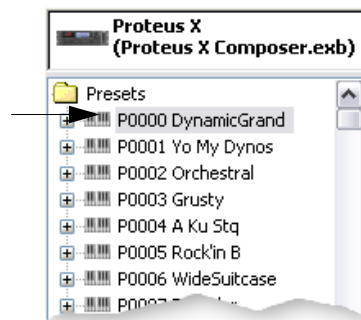 Proteus X
(Proteus X Composer.exb)
Presets
P0000 DynamicGrand
P0001 Yo My Dynos
P0002 Orchestral
P0003 Grusty
P0004 A Ku Stq
P0005 Rock'in B
P0006 WideSuitcase